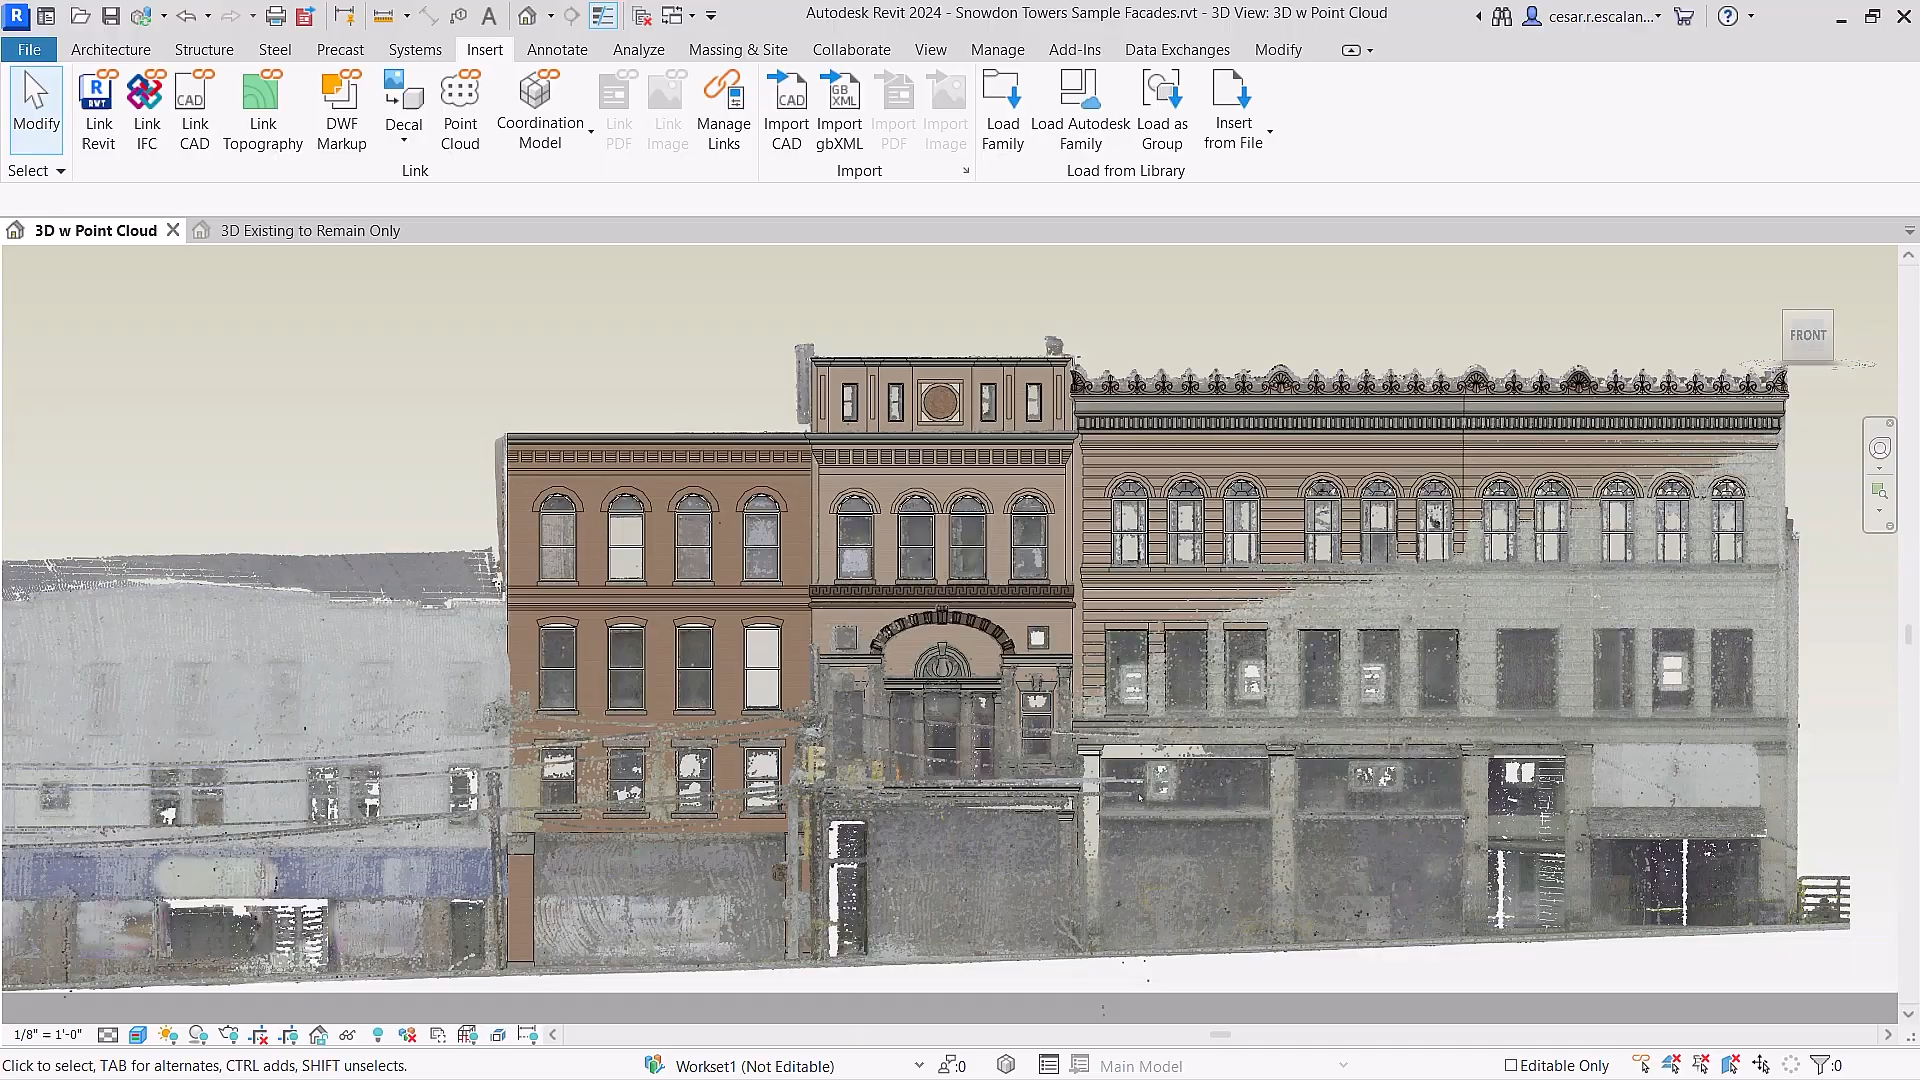 R
Autodesk Revit 2024 - Snowdon Towers Sample Facades.rvt - 3D View: 3D w Point Cloud
cesar.r.escalan...
File Architecture Structure Steel Precast Systems Insert Annotate Analyze Massing & Site Collaborate View Manage Add-Ins Data Exchanges Modify
Modify
Link Revit
Link IFC
Link CAD
Link Topography
DWF Markup
Decal
Point Cloud
Coordination Model
Link PDF
Link Image
Manage Links
Import CAD
Import gbXML
Import PDF
Import Image
Load Family
Load Autodesk Family
Load as Group
Insert from File
R RVT
CAD
CAD
GB XML
Select
Link
Import
Load from Library
3D w Point Cloud
3D Existing to Remain Only
FRONT
1/8" = 1'-0"
Click to select, TAB for alternates, CTRL adds, SHIFT unselects.
Workset1 (Not Editable)
:0
Main Model
Editable Only
:0